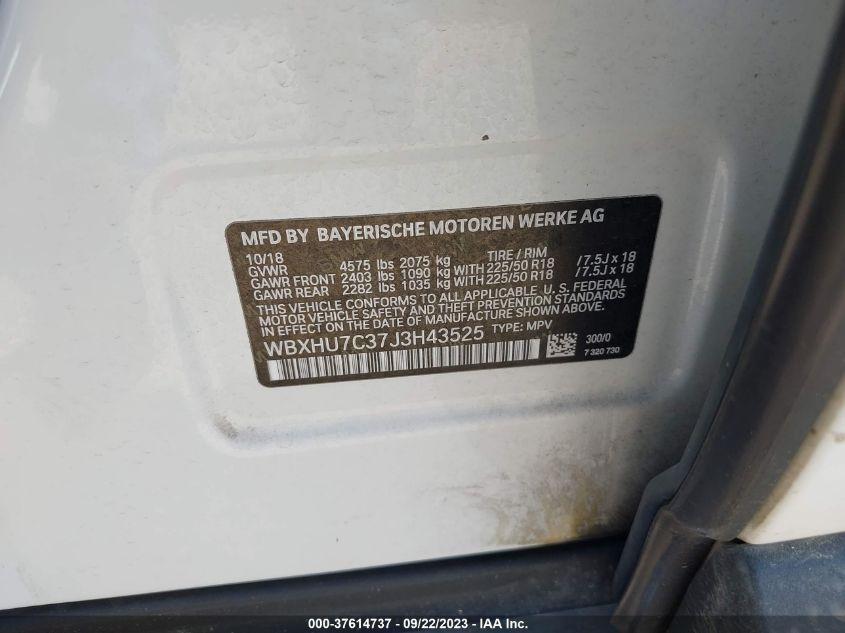 MFD BY BAYERISCHE MOTOREN WERKE AG
10/18 TIRE / RIM
GVWR 4575 lbs 2075 kg
GAWR FRONT 2403 lbs 1090 kg WITH 225/50 R18 / 7.5J x 18
GAWR REAR 2282 lbs 1035 kg WITH 225/50 R18 / 7.5J x 18
THIS VEHICLE CONFORMS TO ALL APPLICABLE U. S. FEDERAL
MOTOR VEHICLE SAFETY AND THEFT PREVENTION STANDARDS
IN EFFECT ON THE DATE OF MANUFACTURE SHOWN ABOVE.
WBXHU7C37J3H43525 TYPE: MPV
300/0
7 320 730
000-37614737 - 09/22/2023 - IAA Inc.